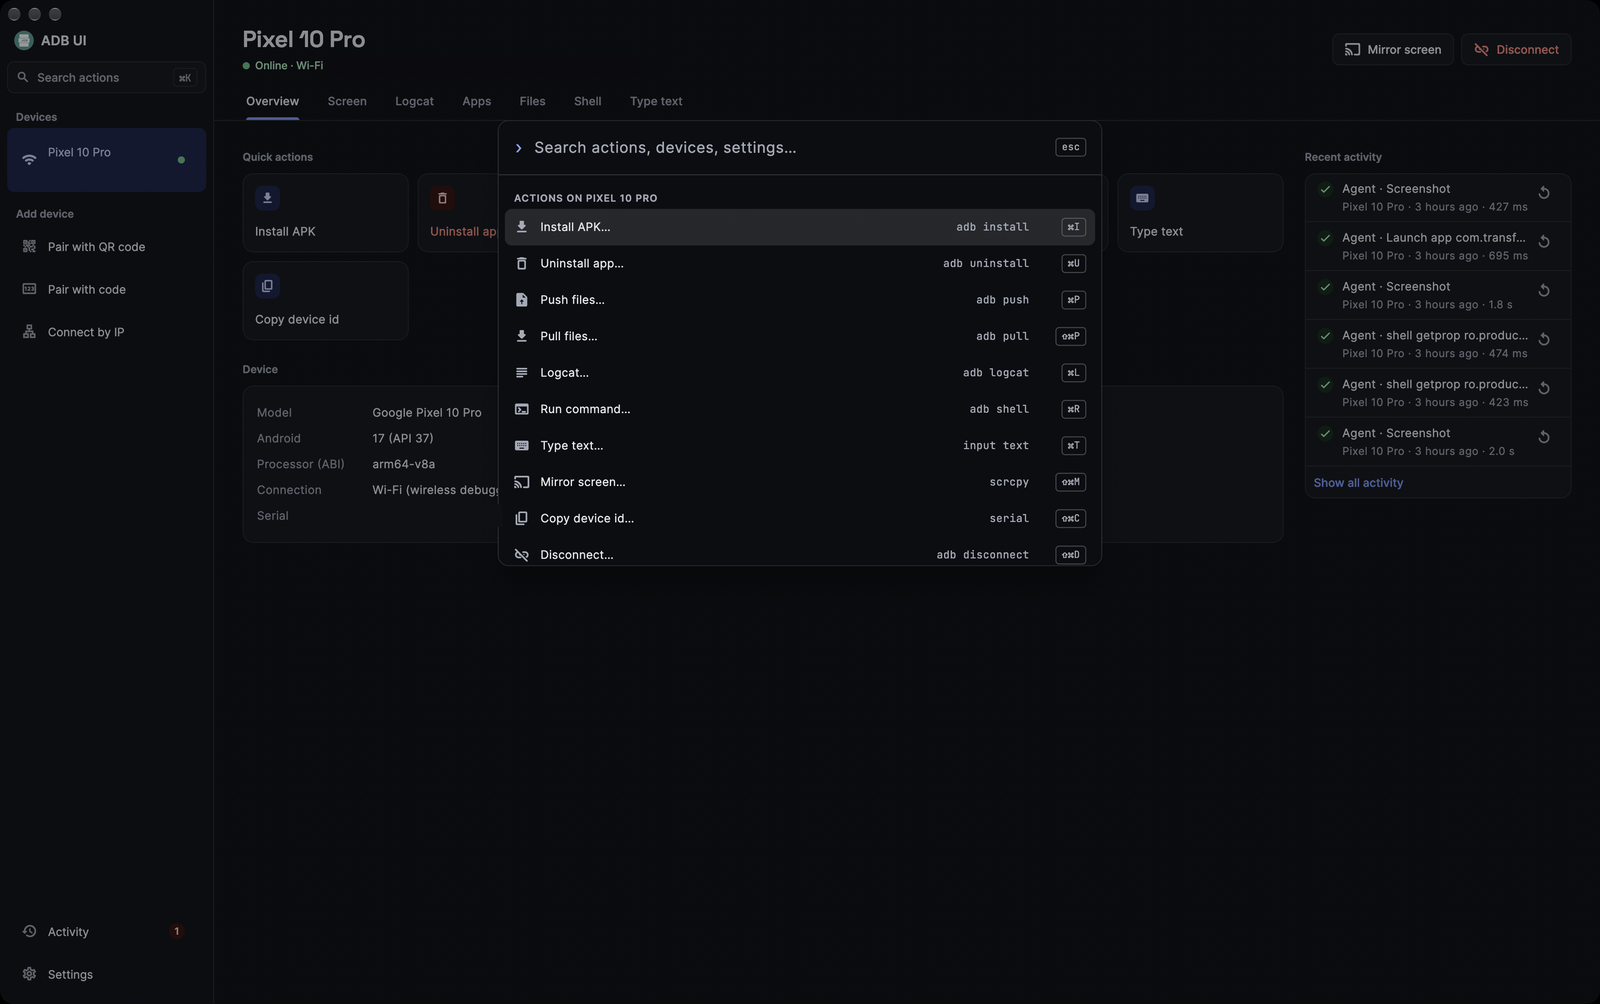 ADB UI
Search actions ⌘K
Devices
Pixel 10 Pro
Add device
Pair with QR code
Pair with code
Connect by IP
Activity 1
Settings
Pixel 10 Pro
Online · Wi-Fi
Mirror screen
Disconnect
Overview Screen Logcat Apps Files Shell Type text
Quick actions
Install APK
Uninstall ap
Type text
Copy device id
Device
Model Google Pixel 10 Pro
Android 17 (API 37)
Processor (ABI) arm64-v8a
Connection Wi-Fi (wireless debugg
Serial
Search actions, devices, settings... esc
ACTIONS ON PIXEL 10 PRO
Install APK... adb install ⌘I
Uninstall app... adb uninstall ⌘U
Push files... adb push ⌘P
Pull files... adb pull ⇧⌘P
Logcat... adb logcat ⌘L
Run command... adb shell ⌘R
Type text... input text ⌘T
Mirror screen... scrcpy ⇧⌘M
Copy device id... serial ⇧⌘C
Disconnect... adb disconnect ⇧⌘D
Recent activity
Agent · Screenshot
Pixel 10 Pro · 3 hours ago · 427 ms
Agent · Launch app com.transf...
Pixel 10 Pro · 3 hours ago · 695 ms
Agent · Screenshot
Pixel 10 Pro · 3 hours ago · 1.8 s
Agent · shell getprop ro.produc...
Pixel 10 Pro · 3 hours ago · 474 ms
Agent · shell getprop ro.produc...
Pixel 10 Pro · 3 hours ago · 423 ms
Agent · Screenshot
Pixel 10 Pro · 3 hours ago · 2.0 s
Show all activity